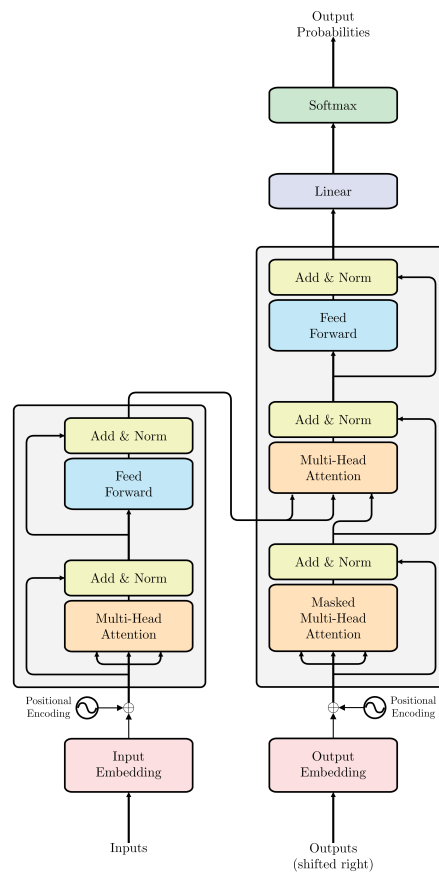 Output
Probabilities
Softmax
Linear
Add & Norm
Feed
Forward
Add & Norm
Multi-Head
Attention
Add & Norm
Masked
Multi-Head
Attention
Positional
Encoding
Output
Embedding
Outputs
(shifted right)
Add & Norm
Feed
Forward
Add & Norm
Multi-Head
Attention
Positional
Encoding
Input
Embedding
Inputs